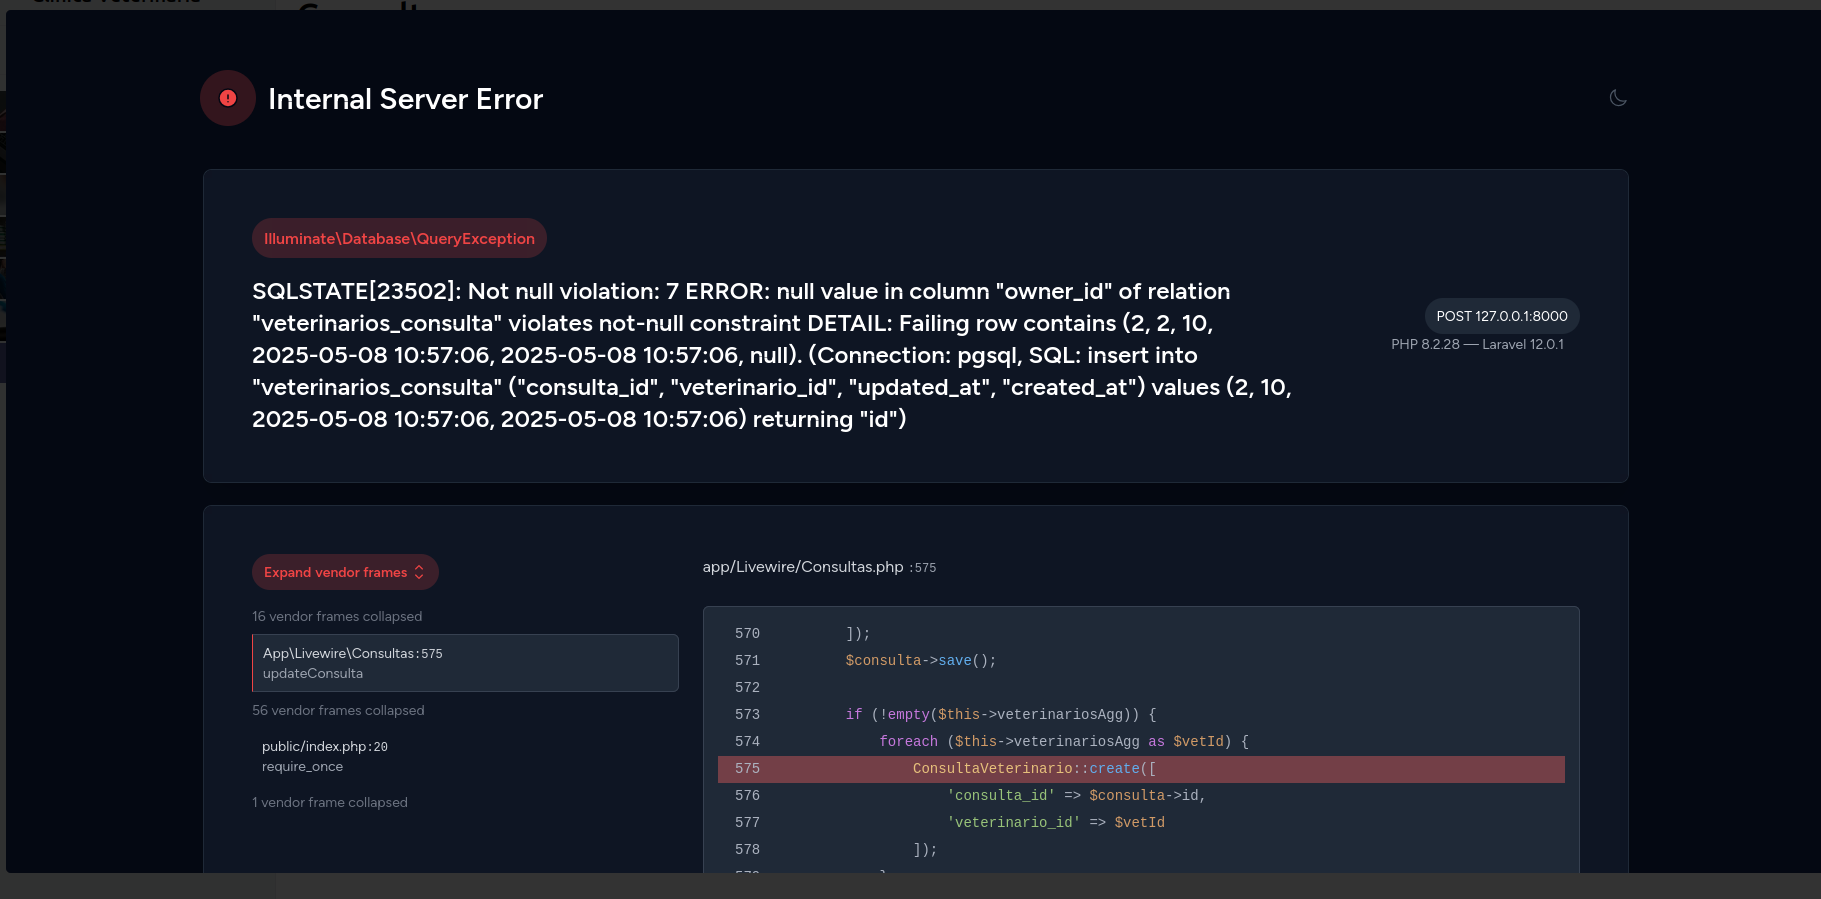 Internal Server Error
Illuminate\Database\QueryException
SQLSTATE[23502]: Not null violation: 7 ERROR: null value in column "owner_id" of relation
"veterinarios_consulta" violates not-null constraint DETAIL: Failing row contains (2, 2, 10,
2025-05-08 10:57:06, 2025-05-08 10:57:06, null). (Connection: pgsql, SQL: insert into
"veterinarios_consulta" ("consulta_id", "veterinario_id", "updated_at", "created_at") values (2, 10,
2025-05-08 10:57:06, 2025-05-08 10:57:06) returning "id")
POST 127.0.0.1:8000
PHP 8.2.28 — Laravel 12.0.1
Expand vendor frames
16 vendor frames collapsed
App\Livewire\Consultas:575
updateConsulta
56 vendor frames collapsed
public/index.php:20
require_once
1 vendor frame collapsed
app/Livewire/Consultas.php :575
570 ]);
571 $consulta->save();
572
573 if (!empty($this->veterinariosAgg)) {
574 foreach ($this->veterinariosAgg as $vetId) {
575 ConsultaVeterinario::create([
576 'consulta_id' => $consulta->id,
577 'veterinario_id' => $vetId
578 ]);